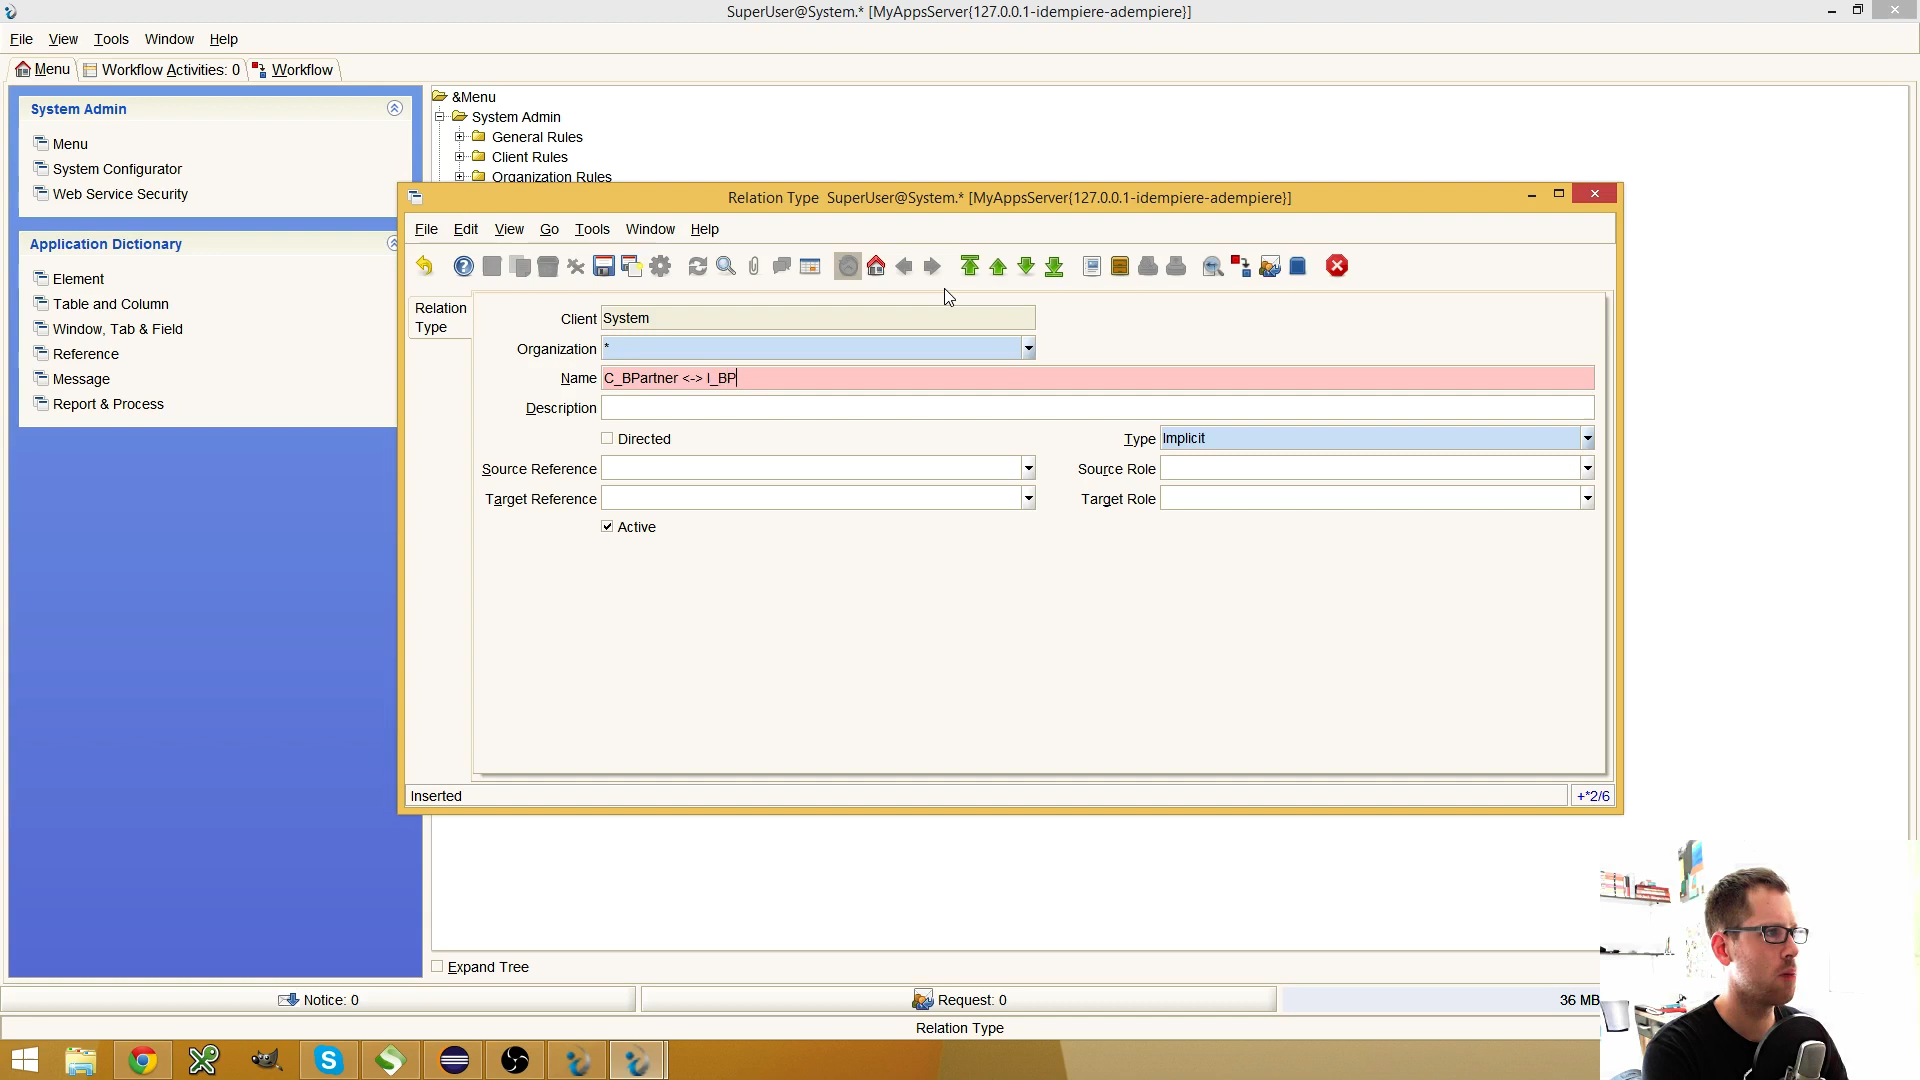 SuperUser@System.* [MyAppsServer{127.0.0.1-idempiere-adempiere}]
File View Tools Window Help
Menu Workflow Activities: 0 Workflow
System Admin
Menu
System Configurator
Web Service Security
Application Dictionary
Element
Table and Column
Window, Tab & Field
Reference
Message
Report & Process
&Menu
System Admin
General Rules
Client Rules
Organization Rules
Relation Type SuperUser@System.* [MyAppsServer{127.0.0.1-idempiere-adempiere}]
File Edit View Go Tools Window Help
Relation Type
Client System
Organization *
Name C_BPartner <-> I_BP
Description
Directed Type Implicit
Source Reference Source Role
Target Reference Target Role
Active
Inserted +*2/6
Expand Tree
Notice: 0 Request: 0 36 MB
Relation Type